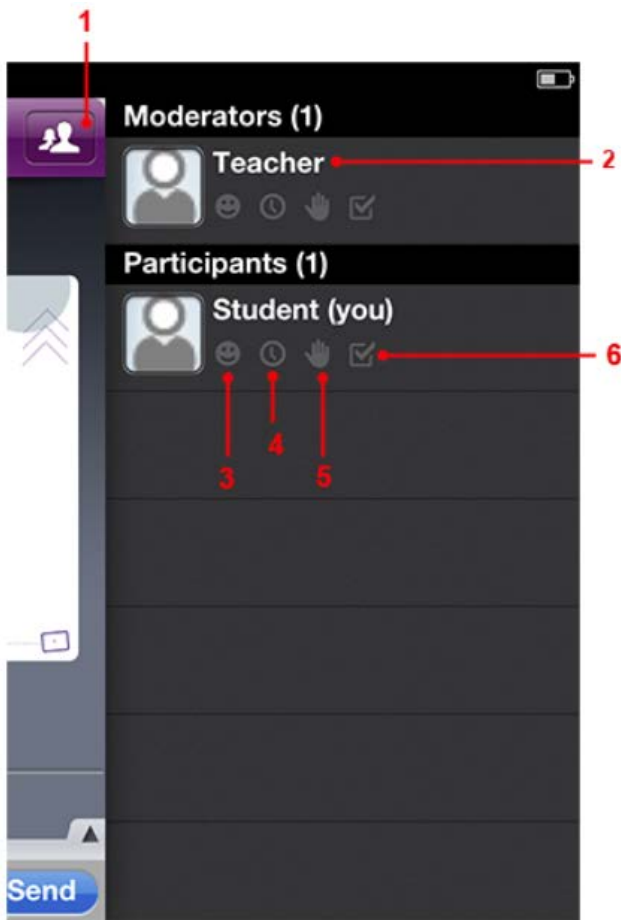 1
Moderators (1)
Teacher
2
Participants (1)
Student (you)
6
3
4
5
Send